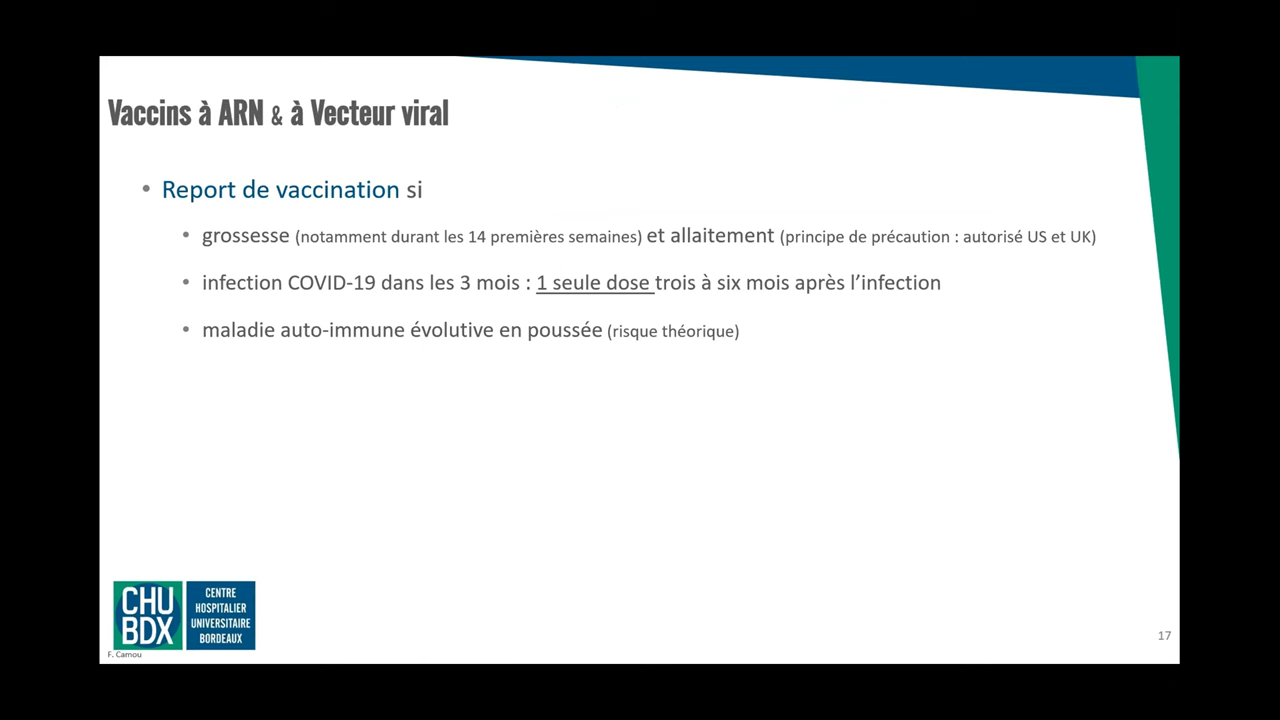 Vaccins à ARN & à Vecteur viral
• Report de vaccination si
• grossesse (notamment durant les 14 premières semaines) et allaitement (principe de précaution : autorisé US et UK)
• infection COVID-19 dans les 3 mois : 1 seule dose trois à six mois après l’infection
• maladie auto-immune évolutive en poussée (risque théorique)
CHU
BDX
CENTRE
HOSPITALIER
UNIVERSITAIRE
BORDEAUX
F. Camou
17